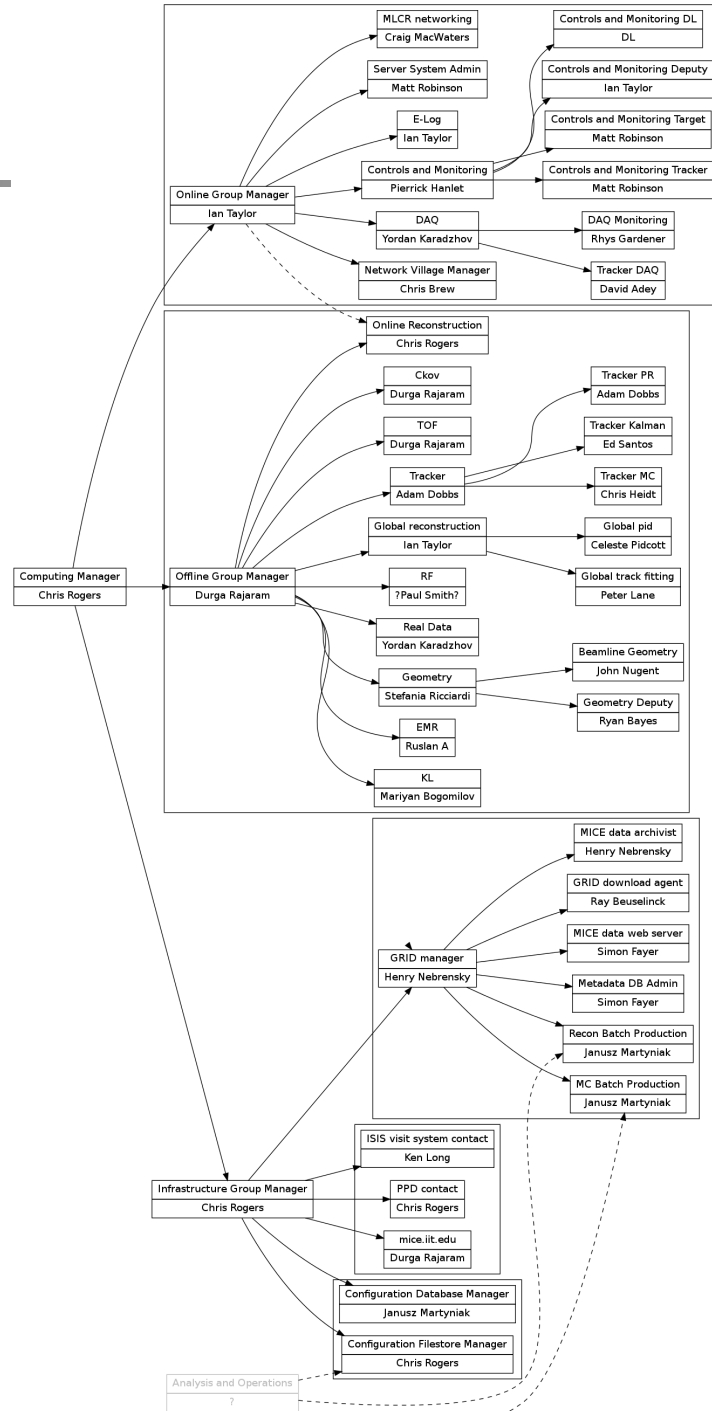 MLCR networking
Craig MacWaters
Controls and Monitoring DL
DL
Server System Admin
Matt Robinson
Controls and Monitoring Deputy
Ian Taylor
E-Log
Ian Taylor
Controls and Monitoring Target
Matt Robinson
Controls and Monitoring
Pierrick Hanlet
Controls and Monitoring Tracker
Matt Robinson
Online Group Manager
Ian Taylor
DAQ
Yordan Karadzhov
DAQ Monitoring
Rhys Gardener
Network Village Manager
Chris Brew
Tracker DAQ
David Adey
Online Reconstruction
Chris Rogers
Ckov
Durga Rajaram
Tracker PR
Adam Dobbs
TOF
Durga Rajaram
Tracker Kalman
Ed Santos
Tracker
Adam Dobbs
Tracker MC
Chris Heidt
Global reconstruction
Ian Taylor
Global pid
Celeste Pidcott
Computing Manager
Chris Rogers
Offline Group Manager
Durga Rajaram
RF
?Paul Smith?
Global track fitting
Peter Lane
Real Data
Yordan Karadzhov
Beamline Geometry
John Nugent
Geometry
Stefania Ricciardi
Geometry Deputy
Ryan Bayes
EMR
Ruslan A
KL
Mariyan Bogomilov
MICE data archivist
Henry Nebrensky
GRID download agent
Ray Beuselinck
MICE data web server
Simon Fayer
GRID manager
Henry Nebrensky
Metadata DB Admin
Simon Fayer
Recon Batch Production
Janusz Martyniak
MC Batch Production
Janusz Martyniak
ISIS visit system contact
Ken Long
Infrastructure Group Manager
Chris Rogers
PPD contact
Chris Rogers
mice.iit.edu
Durga Rajaram
Configuration Database Manager
Janusz Martyniak
Configuration Filestore Manager
Chris Rogers
Analysis and Operations
?